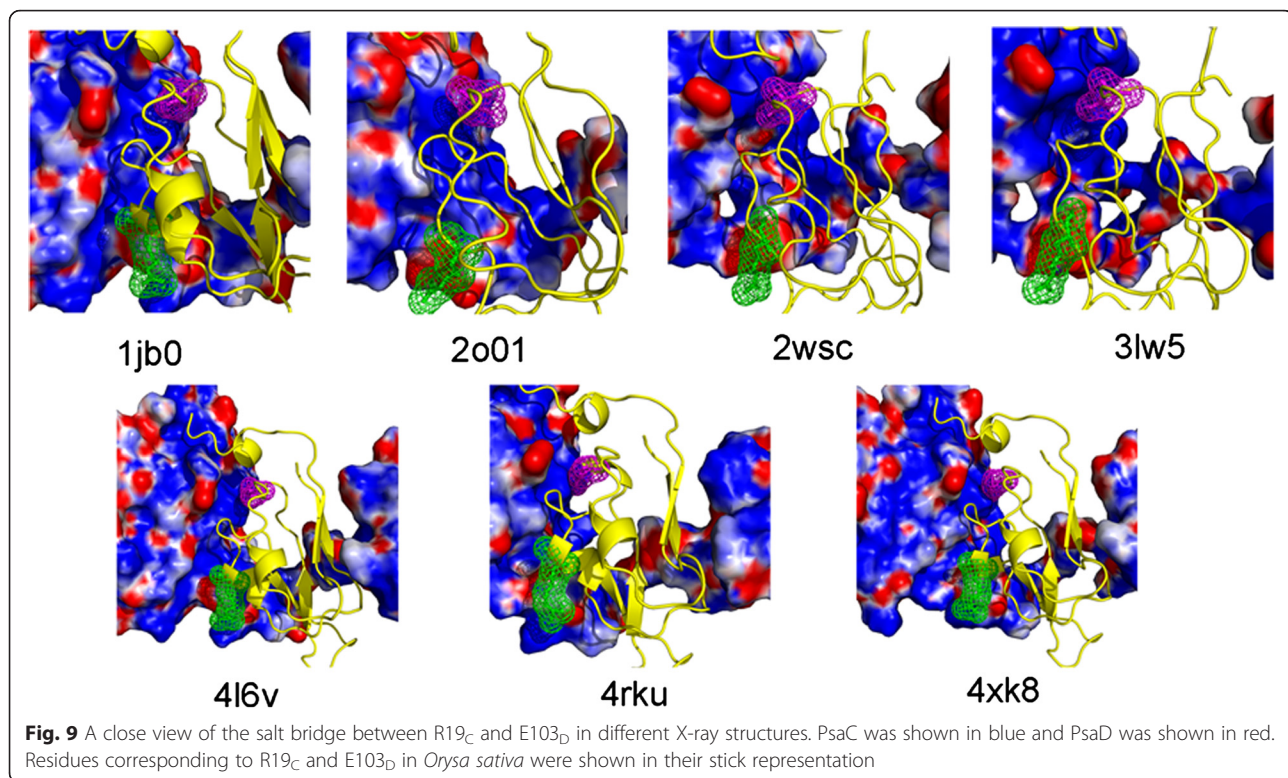 1jb0 2o01 2wsc 3lw5
4l6v 4rku 4xk8
Fig. 9 A close view of the salt bridge between R19C and E103D in different X-ray structures. PsaC was shown in blue and PsaD was shown in red.
Residues corresponding to R19C and E103D in Orysa sativa were shown in their stick representation